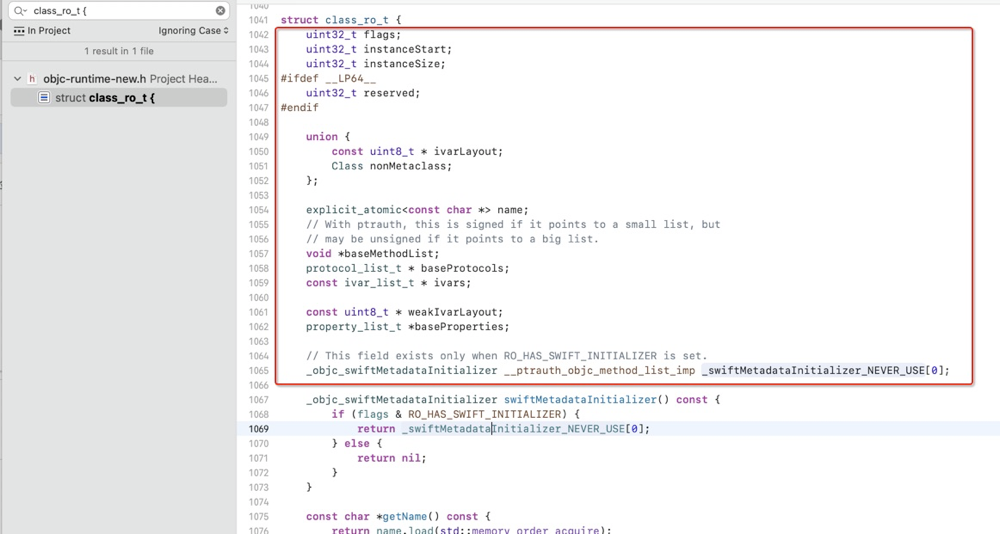 class_ro_t {
In Project
Ignoring Case
1 result in 1 file
objc-runtime-new.h Project Hea...
struct class_ro_t {
1040
1041 struct class_ro_t {
1042 uint32_t flags;
1043 uint32_t instanceStart;
1044 uint32_t instanceSize;
1045 #ifdef __LP64__
1046 uint32_t reserved;
1047 #endif
1048
1049 union {
1050 const uint8_t * ivarLayout;
1051 Class nonMetaclass;
1052 };
1053
1054 explicit_atomic<const char *> name;
1055 // With ptrauth, this is signed if it points to a small list, but
1056 // may be unsigned if it points to a big list.
1057 void *baseMethodList;
1058 protocol_list_t * baseProtocols;
1059 const ivar_list_t * ivars;
1060
1061 const uint8_t * weakIvarLayout;
1062 property_list_t *baseProperties;
1063
1064 // This field exists only when RO_HAS_SWIFT_INITIALIZER is set.
1065 _objc_swiftMetadataInitializer __ptrauth_objc_method_list_imp _swiftMetadataInitializer_NEVER_USE[0];
1066
1067 _objc_swiftMetadataInitializer swiftMetadataInitializer() const {
1068 if (flags & RO_HAS_SWIFT_INITIALIZER) {
1069 return _swiftMetadataInitializer_NEVER_USE[0];
1070 } else {
1071 return nil;
1072 }
1073 }
1074
1075 const char *getName() const {
1076 return name.load(std::memory_order_acquire);